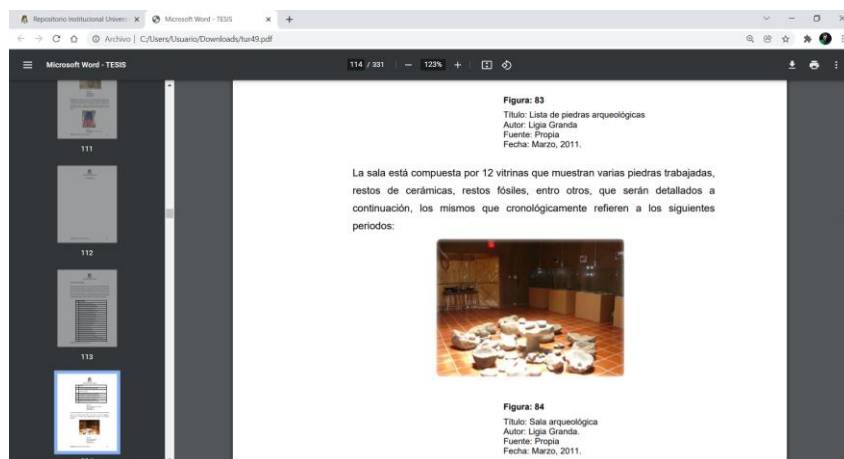 Repositorio Institucional Univers
Microsoft Word - TESIS
Archivo | C:/Users/Usuario/Downloads/tur49.pdf
Microsoft Word - TESIS
114 / 331
123%
111
112
113
Figura: 83
Título: Lista de piedras arqueológicas
Autor: Ligia Granda
Fuente: Propia
Fecha: Marzo, 2011.
La sala está compuesta por 12 vitrinas que muestran varias piedras trabajadas,
restos de cerámicas, restos fósiles, entro otros, que serán detallados a
continuación, los mismos que cronológicamente refieren a los siguientes
periodos:
Figura: 84
Título: Sala arqueológica
Autor: Ligia Granda.
Fuente: Propia
Fecha: Marzo, 2011.